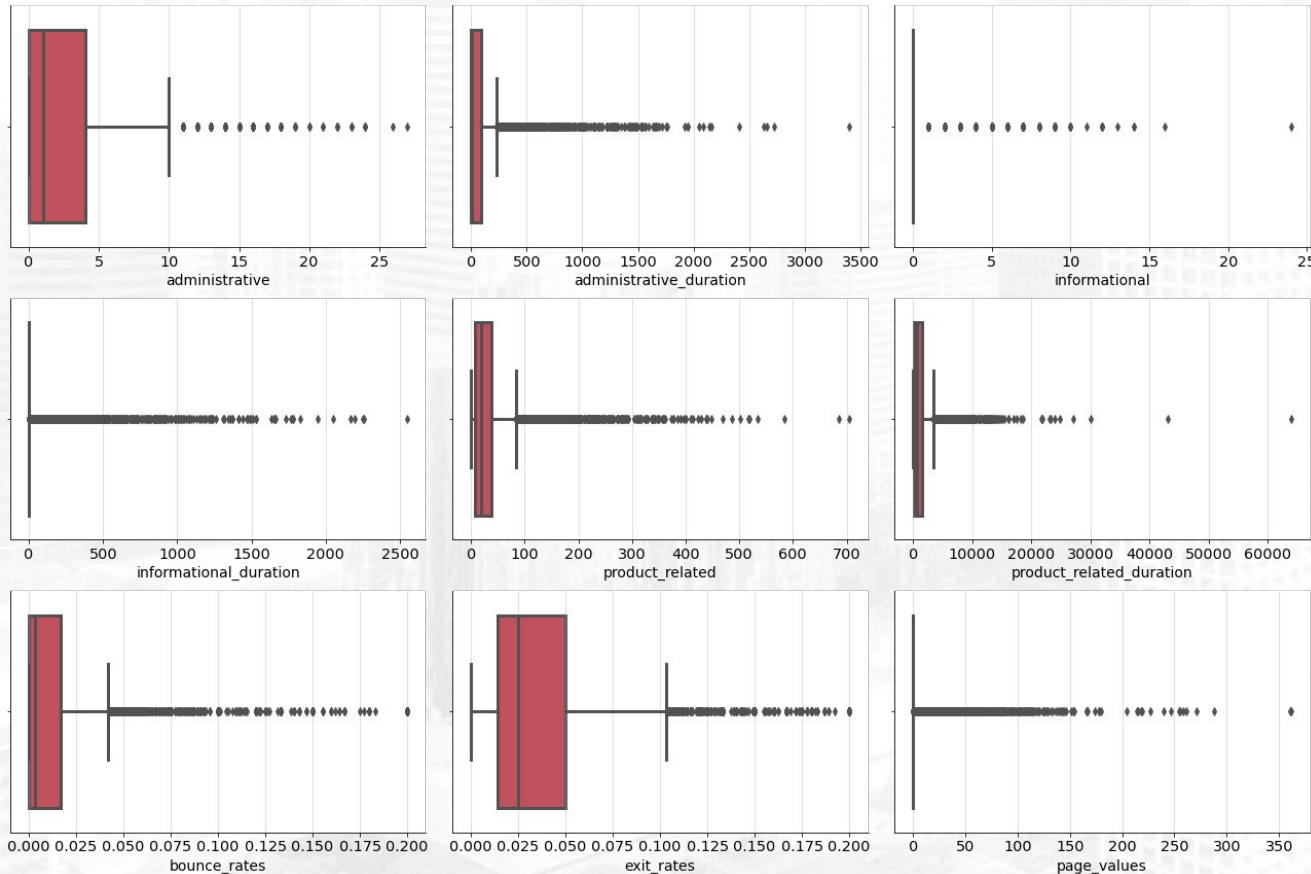 0 5 10 15 20 25
administrative
0 500 1000 1500 2000 2500 3000 3500
administrative_duration
0 5 10 15 20 25
informational
0 500 1000 1500 2000 2500
informational_duration
0 100 200 300 400 500 600 700
product_related
0 10000 20000 30000 40000 50000 60000
product_related_duration
0.000 0.025 0.050 0.075 0.100 0.125 0.150 0.175 0.200
bounce_rates
0.000 0.025 0.050 0.075 0.100 0.125 0.150 0.175 0.200
exit_rates
0 50 100 150 200 250 300 350
page_values